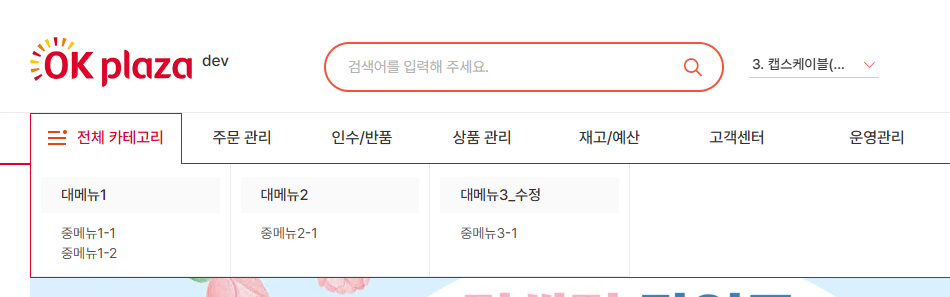 OK plaza dev
검색어를 입력해 주세요.
3. 캡스케이블(...
전체 카테고리 주문 관리 인수/반품 상품 관리 재고/예산 고객센터 운영관리
대메뉴1 대메뉴2 대메뉴3_수정
중메뉴1-1 중메뉴2-1 중메뉴3-1
중메뉴1-2